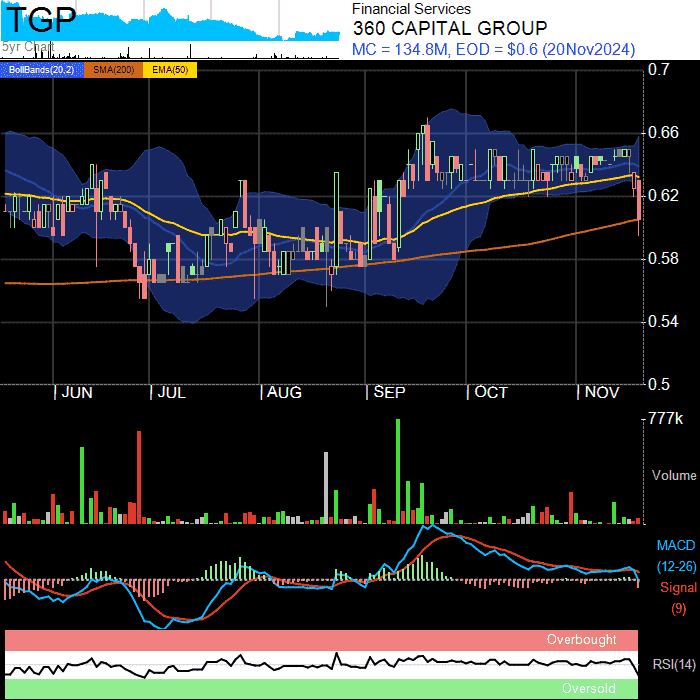 TGP
5yr Chart
Financial Services
360 CAPITAL GROUP
MC = 134.8M, EOD = $0.6 (20Nov2024)
BollBands(20,2) SMA(200) EMA(50)
0.7
0.66
0.62
0.58
0.54
0.5
JUN JUL AUG SEP OCT NOV
777k
Volume
MACD
(12-26)
Signal
(9)
Overbought
RSI(14)
Oversold